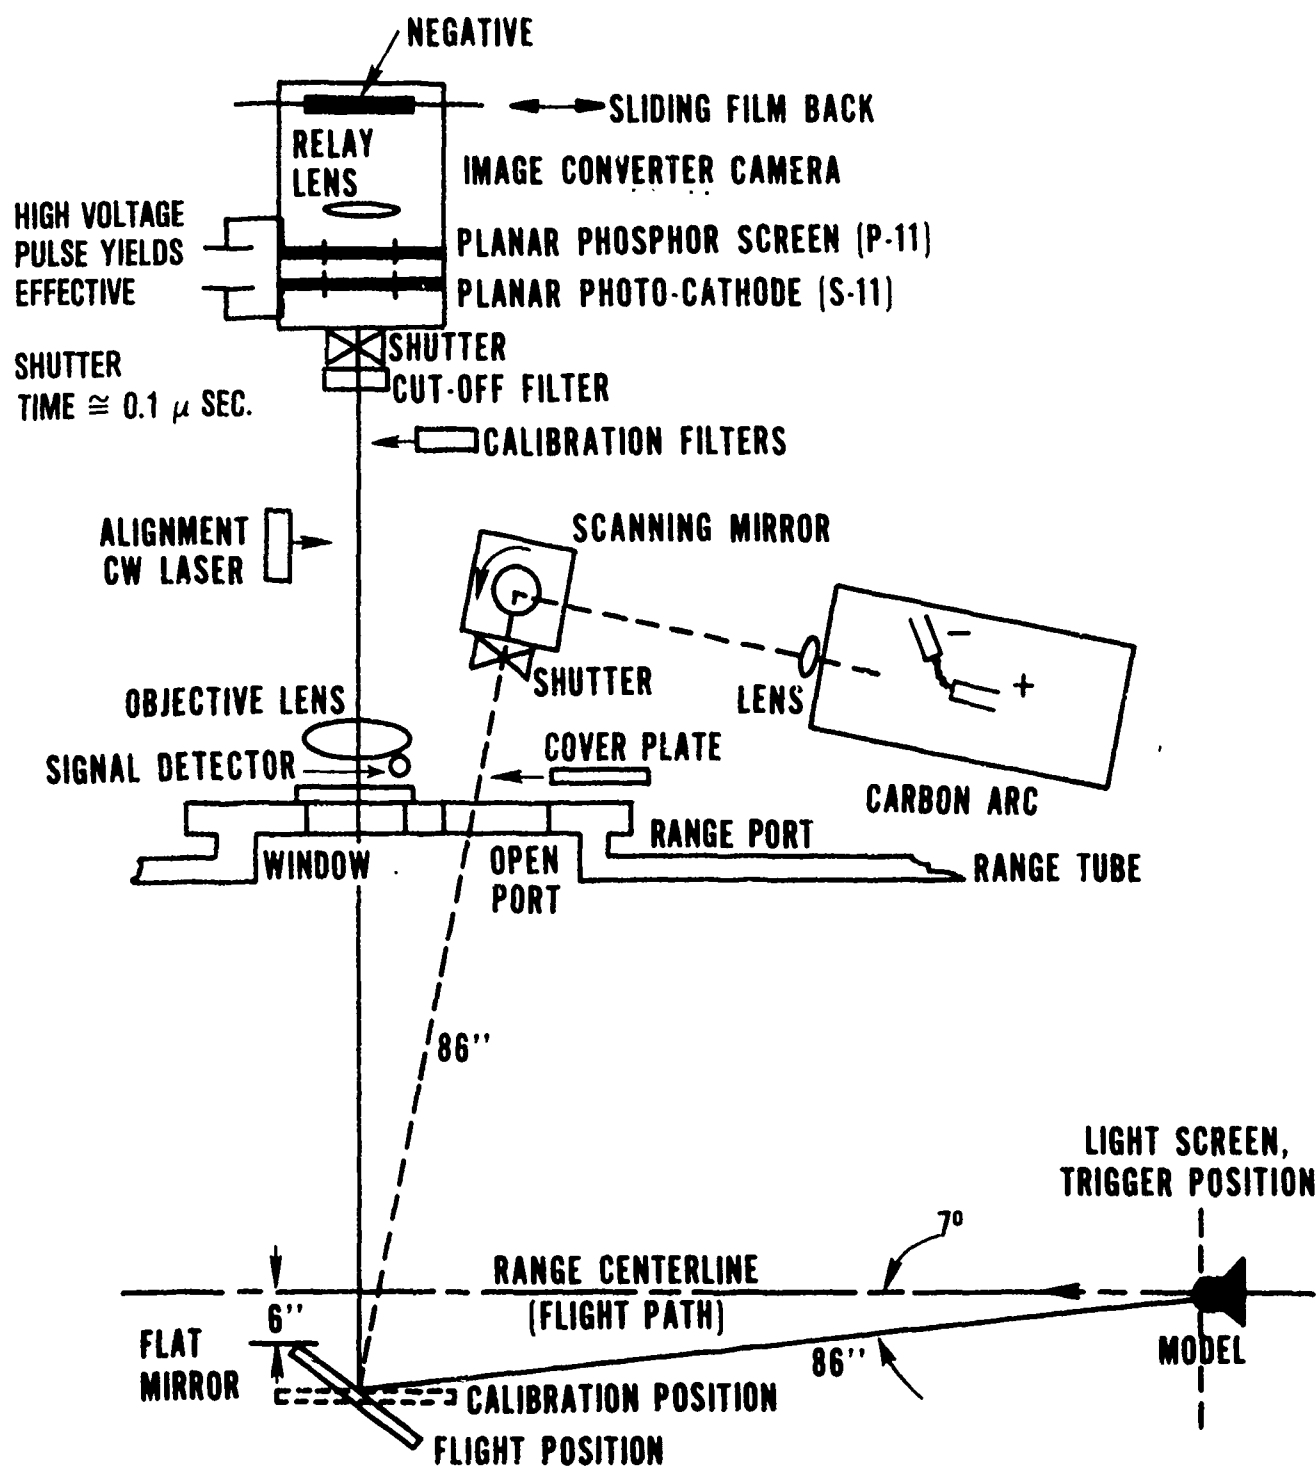 NEGATIVE
SLIDING FILM BACK
RELAY
LENS
IMAGE CONVERTER CAMERA
HIGH VOLTAGE
PULSE YIELDS
EFFECTIVE
PLANAR PHOSPHOR SCREEN (P-11)
PLANAR PHOTO-CATHODE (S-11)
SHUTTER
TIME ≅ 0.1 μ SEC.
SHUTTER
CUT-OFF FILTER
CALIBRATION FILTERS
ALIGNMENT
CW LASER
SCANNING MIRROR
SHUTTER
LENS
− +
CARBON ARC
OBJECTIVE LENS
SIGNAL DETECTOR
COVER PLATE
WINDOW
OPEN
PORT
RANGE PORT
RANGE TUBE
86''
LIGHT SCREEN,
TRIGGER POSITION
7°
RANGE CENTERLINE
(FLIGHT PATH)
6''
FLAT
MIRROR
86''
MODEL
CALIBRATION POSITION
FLIGHT POSITION